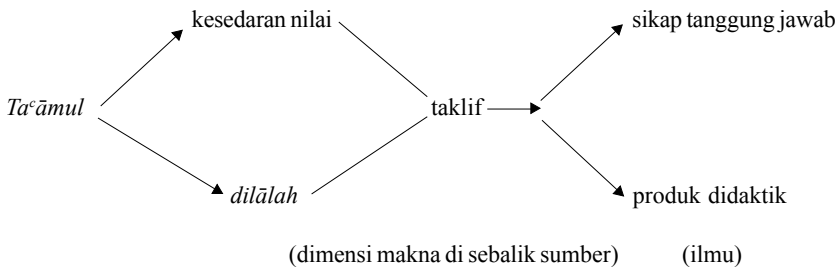 kesedaran nilai
sikap tanggung jawab
Taᶜāmul
taklif
dilālah
produk didaktik
(dimensi makna di sebalik sumber)
(ilmu)